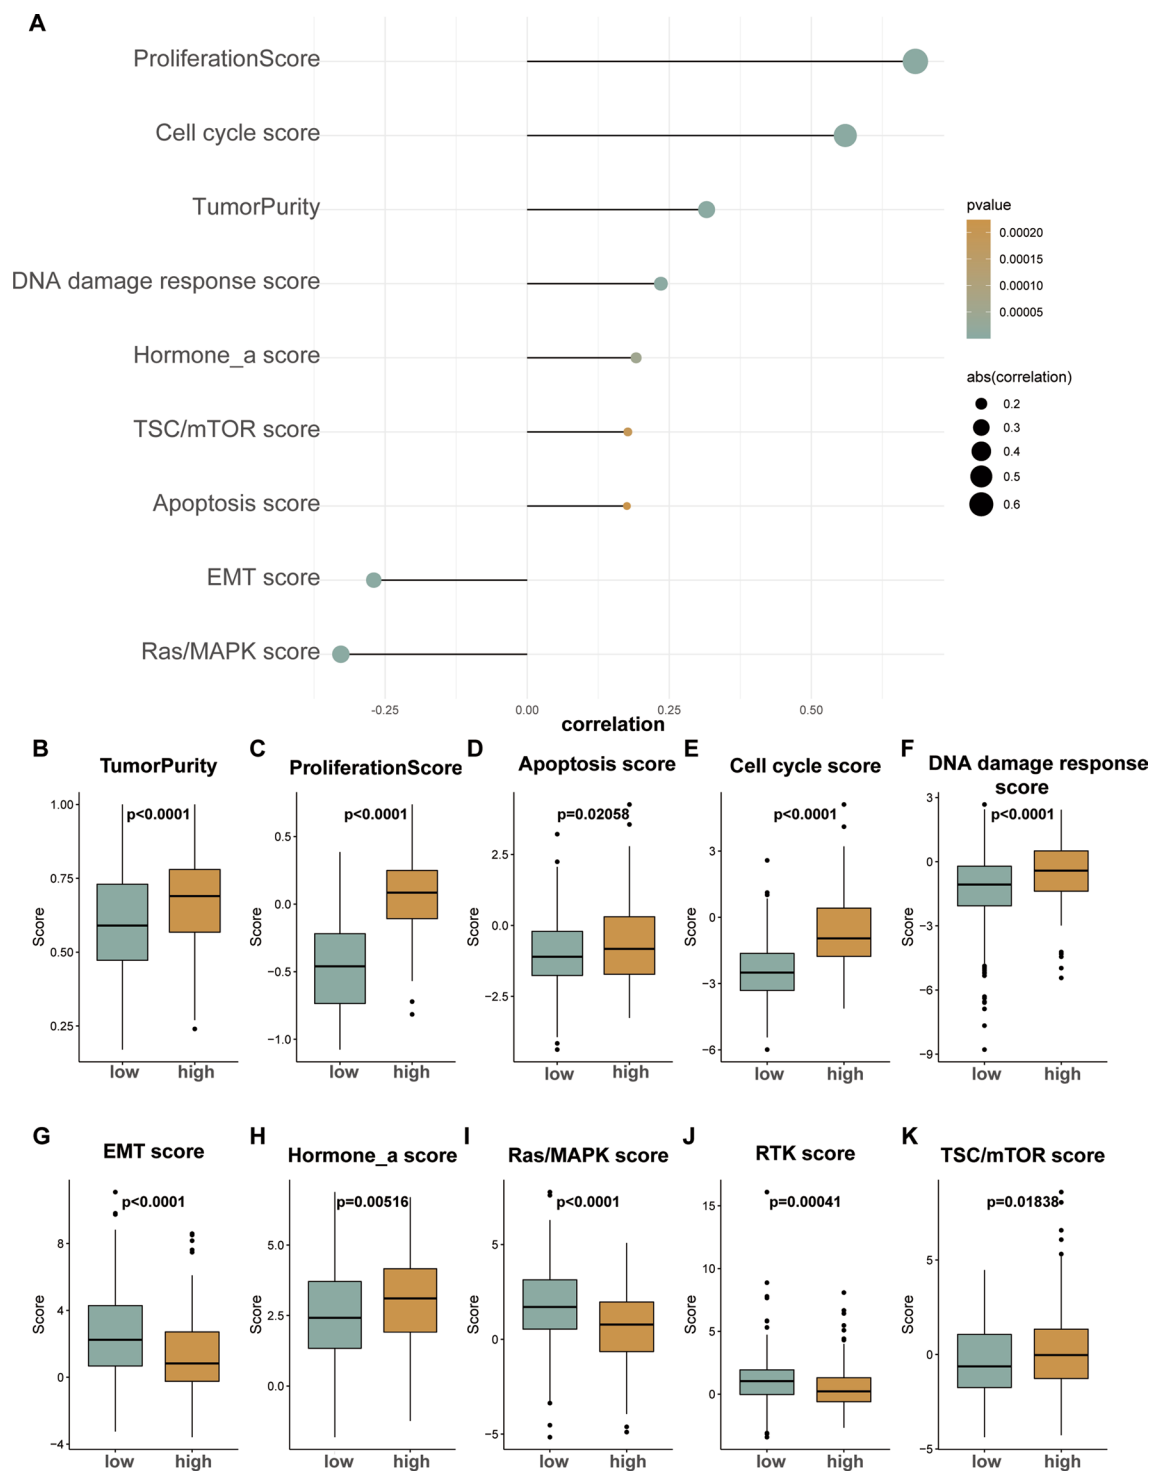 A
ProliferationScore
Cell cycle score
TumorPurity
DNA damage response score
Hormone_a score
TSC/mTOR score
Apoptosis score
EMT score
Ras/MAPK score
-0.25
0.00
0.25
0.50
correlation
pvalue
0.00020
0.00015
0.00010
0.00005
abs(correlation)
0.2
0.3
0.4
0.5
0.6
B
TumorPurity
p<0.0001
1.00
0.75
0.50
0.25
Score
low high
C
ProliferationScore
p<0.0001
0.5
0.0
−0.5
−1.0
Score
low high
D
Apoptosis score
p=0.02058
2.5
0.0
−2.5
Score
low high
E
Cell cycle score
p<0.0001
3
0
−3
−6
Score
low high
F
DNA damage response
score
p<0.0001
3
0
−3
−6
−9
Score
low high
G
EMT score
p<0.0001
8
4
0
−4
Score
low high
H
Hormone_a score
p=0.00516
5.0
2.5
0.0
Score
low high
I
Ras/MAPK score
p<0.0001
5
0
−5
Score
low high
J
RTK score
p=0.00041
15
10
5
0
Score
low high
K
TSC/mTOR score
p=0.01838
5
0
−5
Score
low high